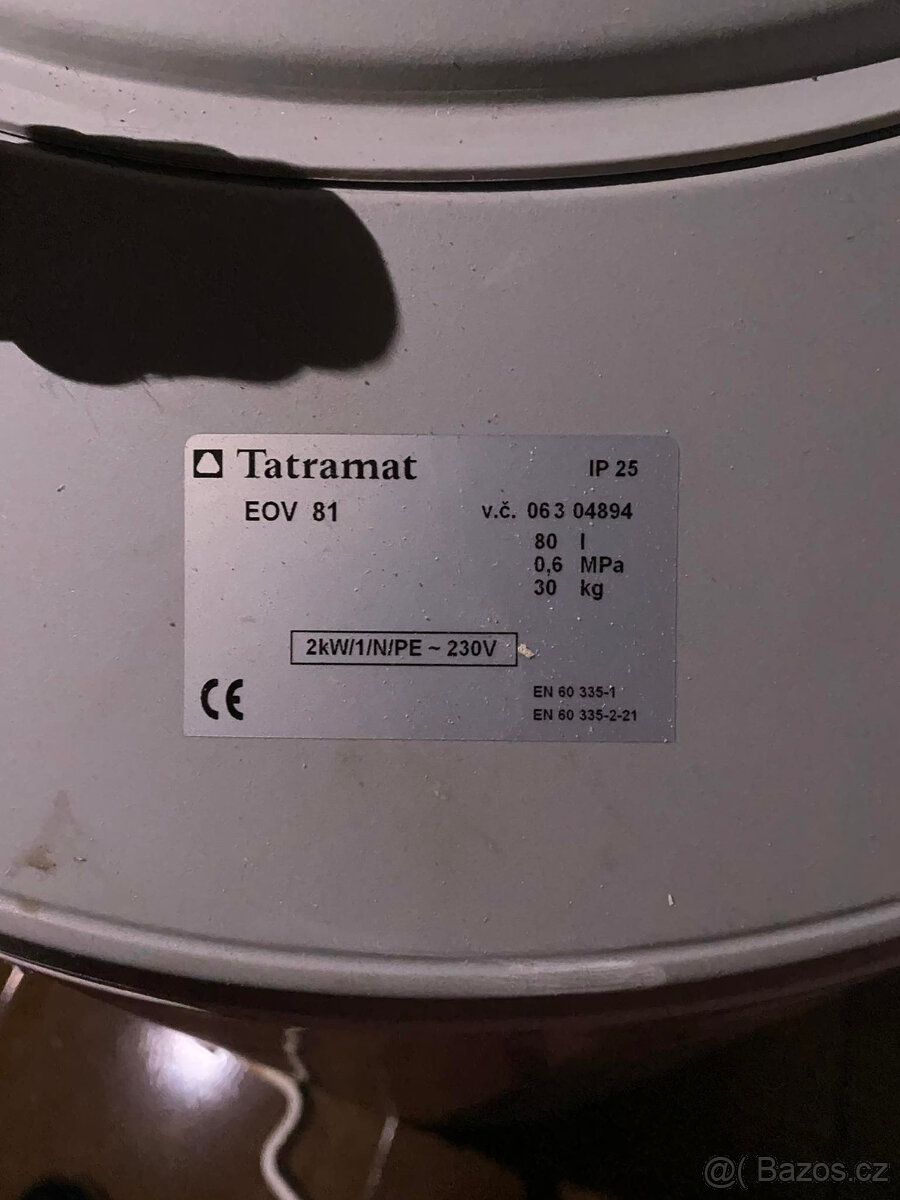 Tatramat IP 25
EOV 81 v.č. 063 04894
80 l
0,6 MPa
30 kg
2kW/1/N/PE ~ 230V
CE
EN 60 335-1
EN 60 335-2-21
@( Bazos.cz